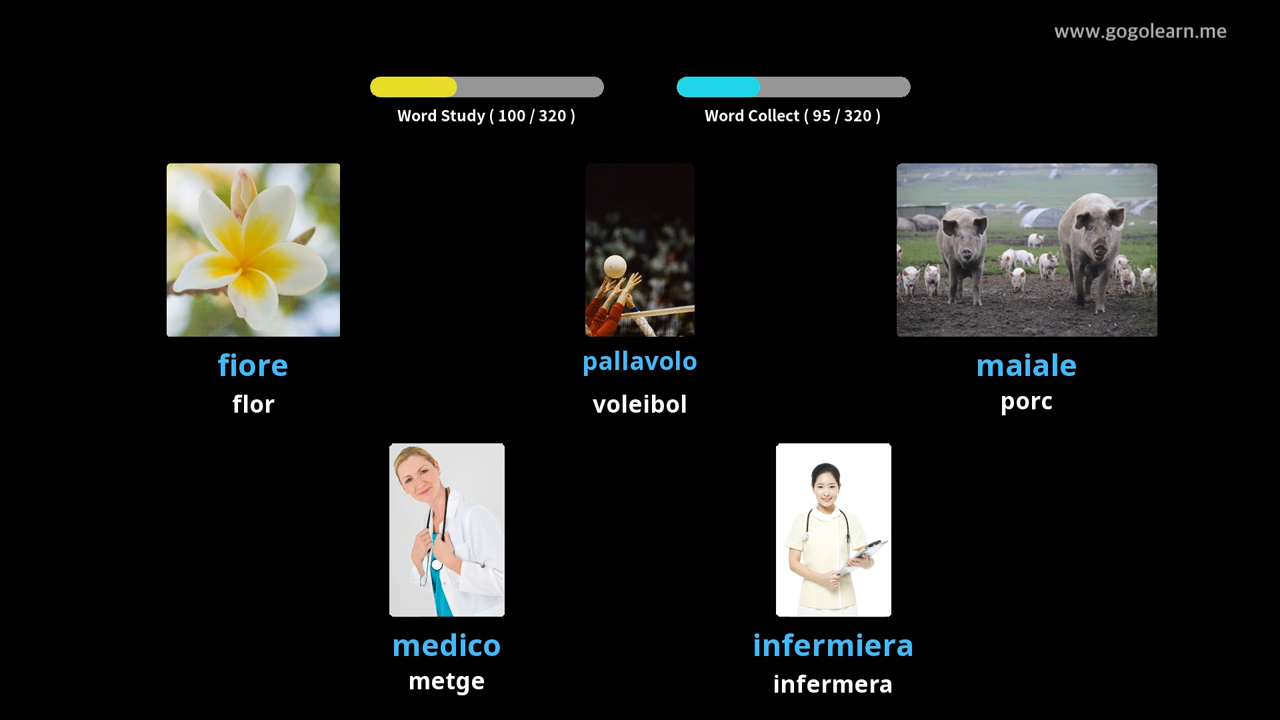 www.gogolearn.me
Word Study ( 100 / 320 )
Word Collect ( 95 / 320 )
fiore
flor
pallavolo
voleibol
maiale
porc
medico
metge
infermiera
infermera